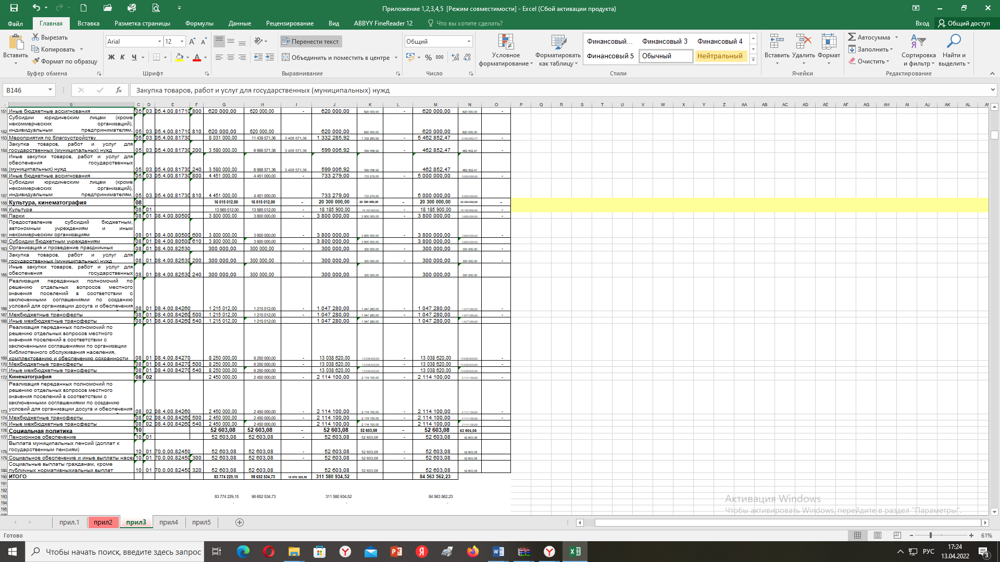 Приложение 1,2,3,4,5 [Режим совместимости] - Excel (Сбой активации продукта)
Файл Главная Вставка Разметка страницы Формулы Данные Рецензирование Вид ABBYY FineReader 12 Что вы хотите сделать? Вход Общий доступ
Вставить Вырезать Копировать Формат по образцу
Буфер обмена
Arial 12
Ж К Ч
Шрифт
Перенести текст
Объединить и поместить в центре
Выравнивание
Общий
% 000
Число
Условное форматирование Форматировать как таблицу
Финансовый... Финансовый 3 Финансовый 4
Финансовый 5 Обычный Нейтральный
Стили
Вставить Удалить Формат
Ячейки
Автосумма
Заполнить
Очистить
Сортировка и фильтр Найти и выделить
Редактирование
B146 fx Закупка товаров, работ и услуг для государственных (муниципальных) нужд
B C D E F G H I J K L M N O P Q R S T U V W X Y Z AA AB AC AD AE AF AG AH AI AJ AK AL
151 Иные бюджетные ассигнования 05 03 05.4.00.81710 800 620 000,00 620 000,00 - 620 000,00 620 000,00 - 620 000,00 620 000,00 -
Субсидии юридическим лицам (кроме
некоммерческих организаций),
152 индивидуальным предпринимателям, 05 03 05.4.00.81710 810 620 000,00 620 000,00 620 000,00 620 000,00 620 000,00 620 000,00
153 Мероприятия по благоустройству 05 03 05.4.00.81730 8 031 000,00 11 439 571,36 3 408 571,36 1 332 285,92 1 332 285,92 - 5 462 852,47 5 462 852,47 -
Закупка товаров, работ и услуг для
154 государственных (муниципальных) нужд 05 03 05.4.00.81730 200 3 580 000,00 6 988 571,36 3 408 571,36 599 006,92 599 006,92 - 462 852,47 462 852,47 -
Иные закупки товаров, работ и услуг для
обеспечения государственных
155 (муниципальных) нужд 05 03 05.4.00.81730 240 3 580 000,00 6 988 571,36 3 408 571,36 599 006,92 599 006,92 462 852,47 462 852,47
156 Иные бюджетные ассигнования 05 03 05.4.00.81730 800 4 451 000,00 4 451 000,00 - 733 279,00 733 279,00 - 5 000 000,00 5 000 000,00 -
Субсидии юридическим лицам (кроме
некоммерческих организаций),
157 индивидуальным предпринимателям, 05 03 05.4.00.81730 810 4 451 000,00 4 451 000,00 733 279,00 733 279,00 5 000 000,00 5 000 000,00
158 Культура, кинематография 08 16 015 012,00 16 015 012,00 - 20 300 000,00 20 300 000,00 - 20 300 000,00 20 300 000,00 -
159 Культура 08 01 13 565 012,00 13 565 012,00 - 18 185 900,00 18 185 900,00 - 18 185 900,00 18 185 900,00 -
160 Парки 08 01 08.4.00.80500 3 800 000,00 3 800 000,00 - 3 800 000,00 3 800 000,00 - 3 800 000,00 3 800 000,00 -
Предоставление субсидий бюджетным,
автономным учреждениям и иным
161 некоммерческим организациям 08 01 08.4.00.80500 600 3 800 000,00 3 800 000,00 - 3 800 000,00 3 800 000,00 - 3 800 000,00 3 800 000,00 -
162 Субсидии бюджетным учреждениям 08 01 08.4.00.80500 610 3 800 000,00 3 800 000,00 3 800 000,00 3 800 000,00 3 800 000,00 3 800 000,00
163 Организация и проведение праздничных 08 01 08.4.00.82530 300 000,00 300 000,00 - 300 000,00 300 000,00 - 300 000,00 300 000,00 -
Закупка товаров, работ и услуг для
164 государственных (муниципальных) нужд 08 01 08.4.00.82530 200 300 000,00 300 000,00 - 300 000,00 300 000,00 - 300 000,00 300 000,00 -
Иные закупки товаров, работ и услуг для
165 обеспечения государственных 08 01 08.4.00.82530 240 300 000,00 300 000,00 300 000,00 300 000,00 300 000,00 300 000,00
Реализация переданных полномочий по
решению отдельных вопросов местного
значения поселений в соответствии с
заключенными соглашениями по созданию
166 условий для организации досуга и обеспечения 08 01 08.4.00.84260 1 215 012,00 1 215 012,00 - 1 047 280,00 1 047 280,00 - 1 047 280,00 1 047 280,00 -
167 Межбюджетные трансферты 08 01 08.4.00.84260 500 1 215 012,00 1 215 012,00 - 1 047 280,00 1 047 280,00 - 1 047 280,00 1 047 280,00 -
168 Иные межбюджетные трансферты 08 01 08.4.00.84260 540 1 215 012,00 1 215 012,00 1 047 280,00 1 047 280,00 1 047 280,00 1 047 280,00
Реализация переданных полномочий по
решению отдельных вопросов местного
значения поселений в соответствии с
заключенными соглашениями по организации
библиотечного обслуживания населения,
169 комплектованию и обеспечению сохранности 08 01 08.4.00.84270 8 250 000,00 8 250 000,00 - 13 038 620,00 13 038 620,00 - 13 038 620,00 13 038 620,00 -
170 Межбюджетные трансферты 08 01 08.4.00.84270 500 8 250 000,00 8 250 000,00 - 13 038 620,00 13 038 620,00 - 13 038 620,00 13 038 620,00 -
171 Иные межбюджетные трансферты 08 01 08.4.00.84270 540 8 250 000,00 8 250 000,00 13 038 620,00 13 038 620,00 13 038 620,00 13 038 620,00
172 Кинематография 08 02 2 450 000,00 2 450 000,00 - 2 114 100,00 2 114 100,00 - 2 114 100,00 2 114 100,00 -
Реализация переданных полномочий по
решению отдельных вопросов местного
значения поселений в соответствии с
заключенными соглашениями по созданию
173 условий для организации досуга и обеспечения 08 02 08.4.00.84260 2 450 000,00 2 450 000,00 - 2 114 100,00 2 114 100,00 - 2 114 100,00 2 114 100,00 -
174 Межбюджетные трансферты 08 02 08.4.00.84260 500 2 450 000,00 2 450 000,00 - 2 114 100,00 2 114 100,00 - 2 114 100,00 2 114 100,00 -
175 Иные межбюджетные трансферты 08 02 08.4.00.84260 540 2 450 000,00 2 450 000,00 2 114 100,00 2 114 100,00 2 114 100,00 2 114 100,00
176 Социальная политика 10 52 603,08 52 603,08 - 52 603,08 52 603,08 - 52 603,08 52 603,08
177 Пенсионное обеспечение 10 01 52 603,08 52 603,08 - 52 603,08 52 603,08 - 52 603,08 52 603,08
Выплата муниципальных пенсий (доплат к
178 государственным пенсиям) 10 01 70.0.00.82450 52 603,08 52 603,08 - 52 603,08 52 603,08 - 52 603,08 52 603,08
179 Социальное обеспечение и иные выплаты насе 10 01 70.0.00.82450 300 52 603,08 52 603,08 - 52 603,08 52 603,08 - 52 603,08 52 603,08
Социальные выплаты гражданам, кроме
180 публичных нормативныхиальных выплат 10 01 70.0.00.82450 320 52 603,08 52 603,08 52 603,08 52 603,08 52 603,08 52 603,08
190 ИТОГО 83 774 229,15 98 652 534,73 14 878 305,58 311 580 934,52 84 563 562,23
191
192
193 83 774 229,15 98 652 534,73 311 580 934,52 84 563 562,23
194 - - -
195
Активация Windows
Чтобы активировать Windows, перейдите в раздел "Параметры".
прил.1 прил2 прил3 прил4 прил5
Готово 61%
Чтобы начать поиск, введите здесь запрос
РУС 17:24
13.04.2022 3